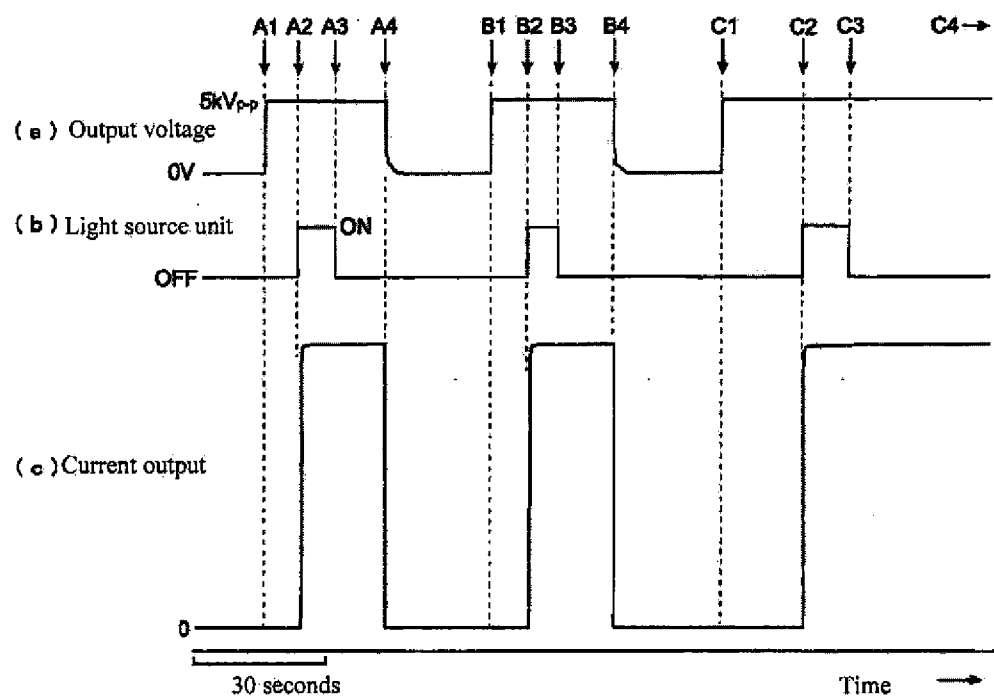 A1 A2 A3 A4 B1 B2 B3 B4 C1 C2 C3 C4
5kVp-p
(a) Output voltage
0V
(b) Light source unit
ON
OFF
(c) Current output
0
30 seconds
Time